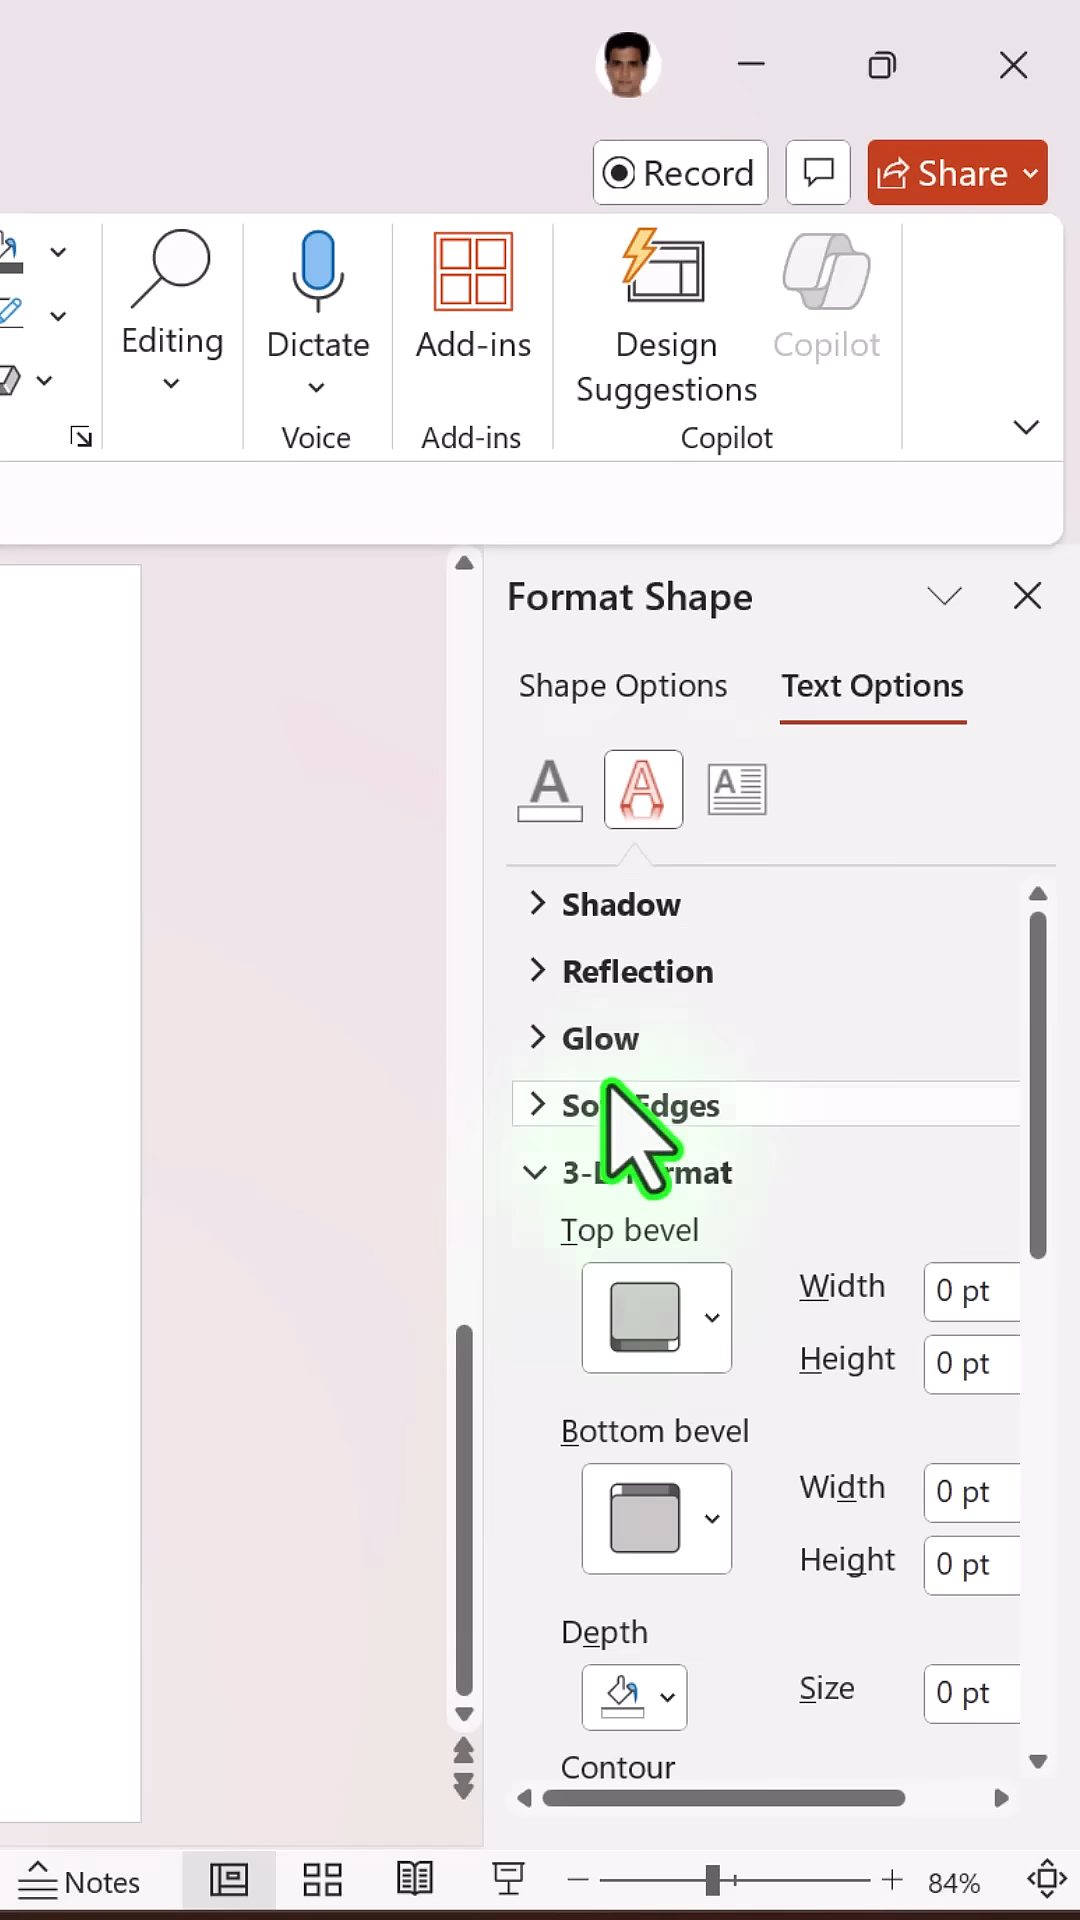 Record
Share
Editing
Dictate
Add-ins
Design
Suggestions
Copilot
Voice
Add-ins
Copilot
Format Shape
Shape Options
Text Options
Shadow
Reflection
Glow
Edges
Top bevel
Width
0 pt
Height
0 pt
Bottom bevel
Width
0 pt
Height
0 pt
Depth
Size
0 pt
Contour
Notes
84%